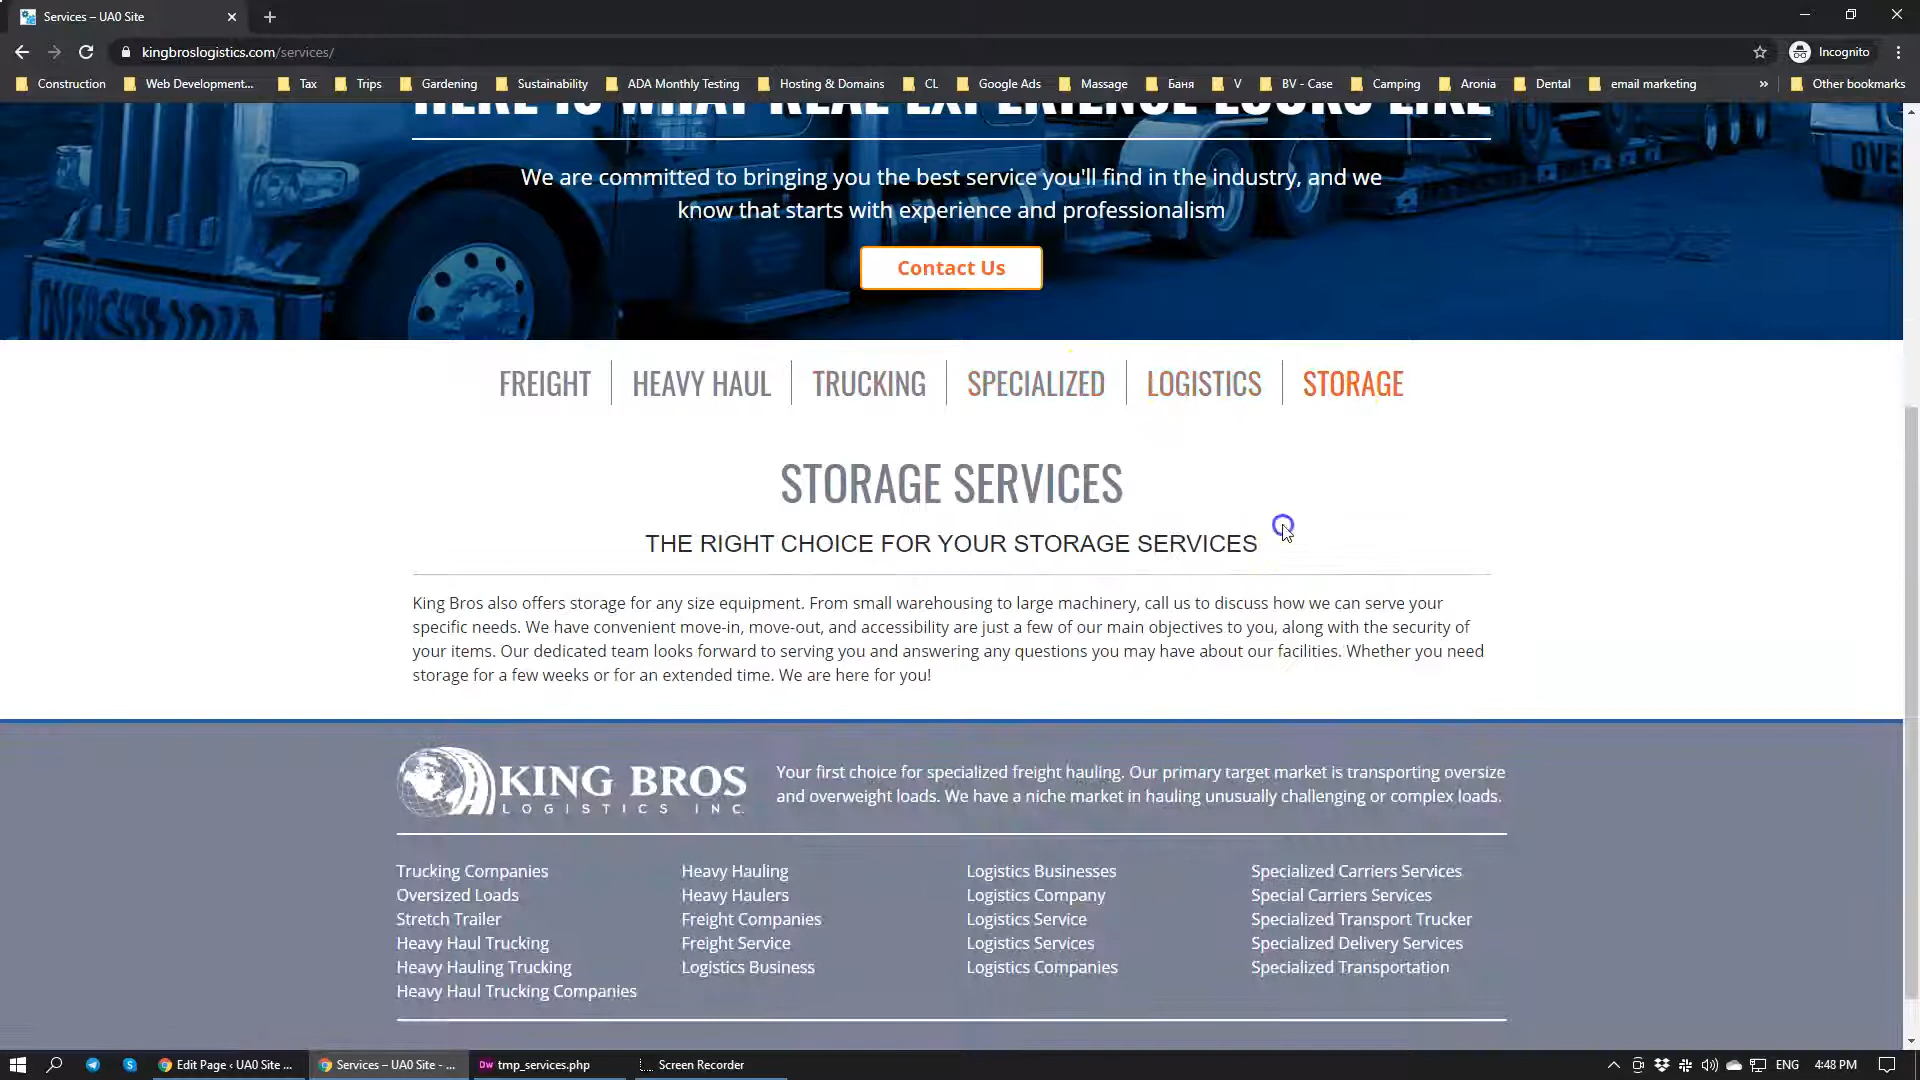 Services – UA0 Site
kingbroslogistics.com/services/
Incognito
Construction
Web Development...
Tax
Trips
Gardening
Sustainability
ADA Monthly Testing
Hosting & Domains
CL
Google Ads
Massage
Баня
V
BV - Case
Camping
Aronia
Dental
email marketing
»
Other bookmarks
HERE IS WHAT REAL EXPERIENCE LOOKS LIKE
We are committed to bringing you the best service you'll find in the industry, and we
know that starts with experience and professionalism
Contact Us
FREIGHT
HEAVY HAUL
TRUCKING
SPECIALIZED
LOGISTICS
STORAGE
STORAGE SERVICES
THE RIGHT CHOICE FOR YOUR STORAGE SERVICES
King Bros also offers storage for any size equipment. From small warehousing to large machinery, call us to discuss how we can serve your
specific needs. We have convenient move-in, move-out, and accessibility are just a few of our main objectives to you, along with the security of
your items. Our dedicated team looks forward to serving you and answering any questions you may have about our facilities. Whether you need
storage for a few weeks or for an extended time. We are here for you!
KING BROS
LOGISTICS INC.
Your first choice for specialized freight hauling. Our primary target market is transporting oversize
and overweight loads. We have a niche market in hauling unusually challenging or complex loads.
Trucking Companies
Oversized Loads
Stretch Trailer
Heavy Haul Trucking
Heavy Hauling Trucking
Heavy Haul Trucking Companies
Heavy Hauling
Heavy Haulers
Freight Companies
Freight Service
Logistics Business
Logistics Businesses
Logistics Company
Logistics Service
Logistics Services
Logistics Companies
Specialized Carriers Services
Special Carriers Services
Specialized Transport Trucker
Specialized Delivery Services
Specialized Transportation
Edit Page ‹ UA0 Site ...
Services – UA0 Site - ...
Dw
tmp_services.php
Screen Recorder
ENG
4:48 PM